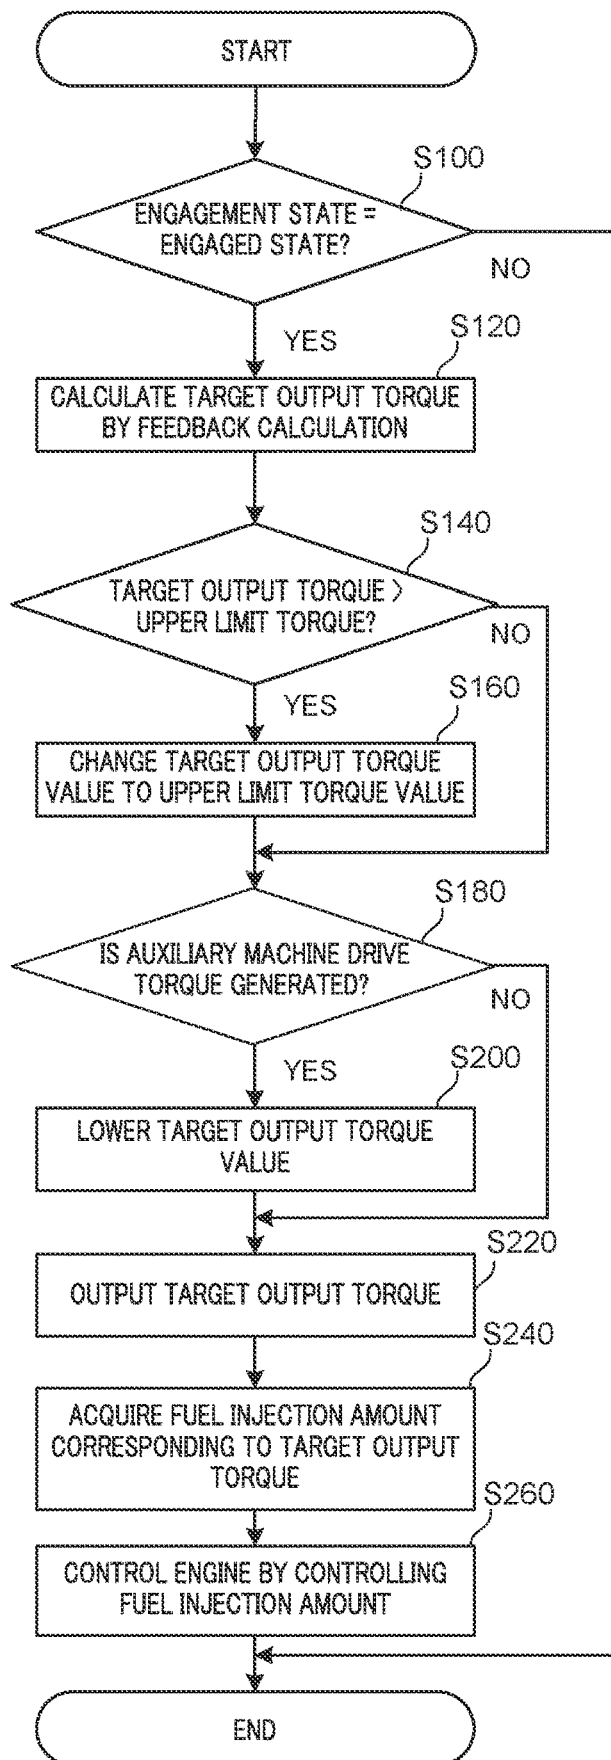 START
S100
ENGAGEMENT STATE =
ENGAGED STATE?
NO
YES
S120
CALCULATE TARGET OUTPUT TORQUE
BY FEEDBACK CALCULATION
S140
TARGET OUTPUT TORQUE >
UPPER LIMIT TORQUE?
NO
YES
S160
CHANGE TARGET OUTPUT TORQUE
VALUE TO UPPER LIMIT TORQUE VALUE
S180
IS AUXILIARY MACHINE DRIVE
TORQUE GENERATED?
NO
YES
S200
LOWER TARGET OUTPUT TORQUE
VALUE
S220
OUTPUT TARGET OUTPUT TORQUE
S240
ACQUIRE FUEL INJECTION AMOUNT
CORRESPONDING TO TARGET OUTPUT
TORQUE
S260
CONTROL ENGINE BY CONTROLLING
FUEL INJECTION AMOUNT
END